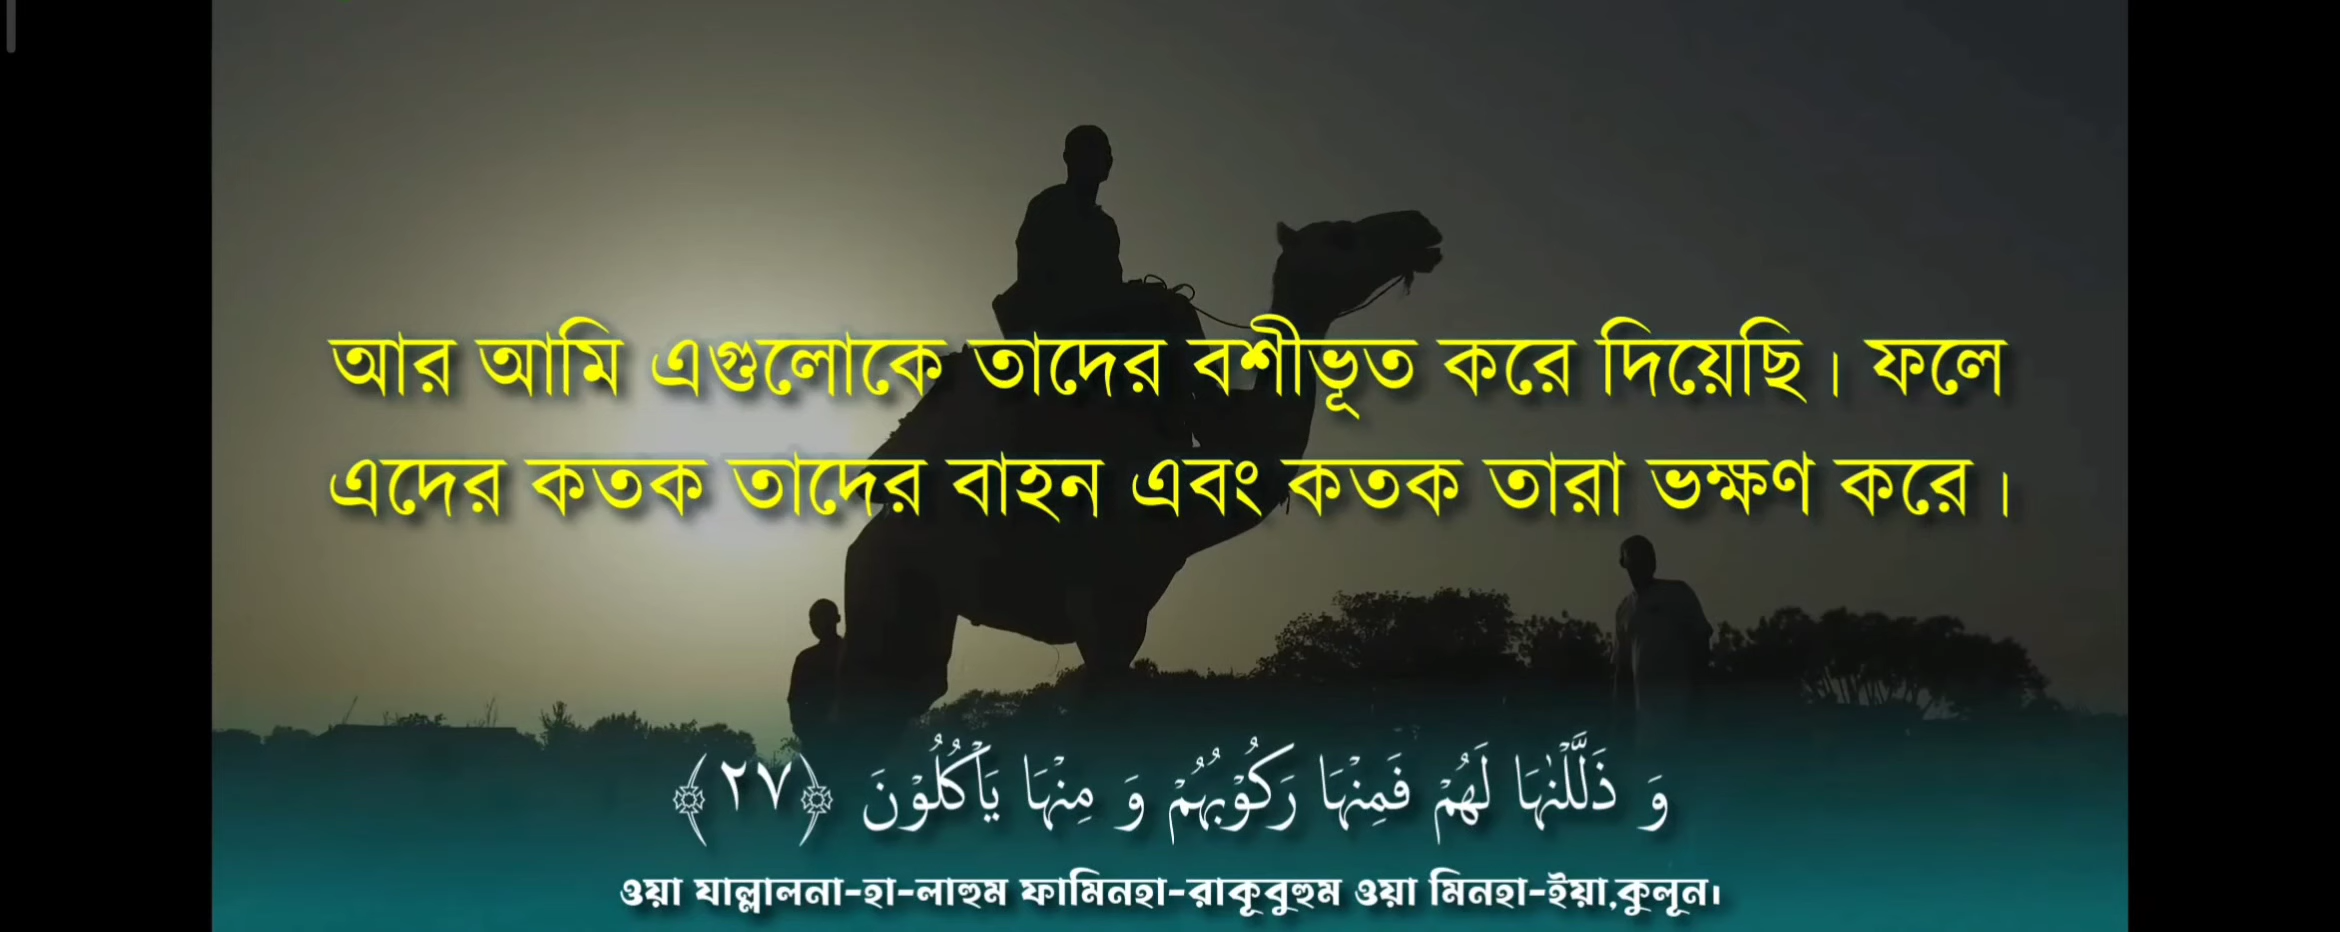 আর আমি এগুলোকে তাদের বশীভূত করে দিয়েছি। ফলে
এদের কতক তাদের বাহন এবং কতক তারা ভক্ষণ করে।
وَ ذَلَّلْنٰہَا لَہُمْ فَمِنْہَا رَکُوْبُہُمْ وَ مِنْہَا یَاْکُلُوْنَ ﴿۲۷﴾
ওয়া যাল্লালনা-হা-লাহুম ফামিনহা-রাকূবুহুম ওয়া মিনহা-ইয়া,কুলূন।